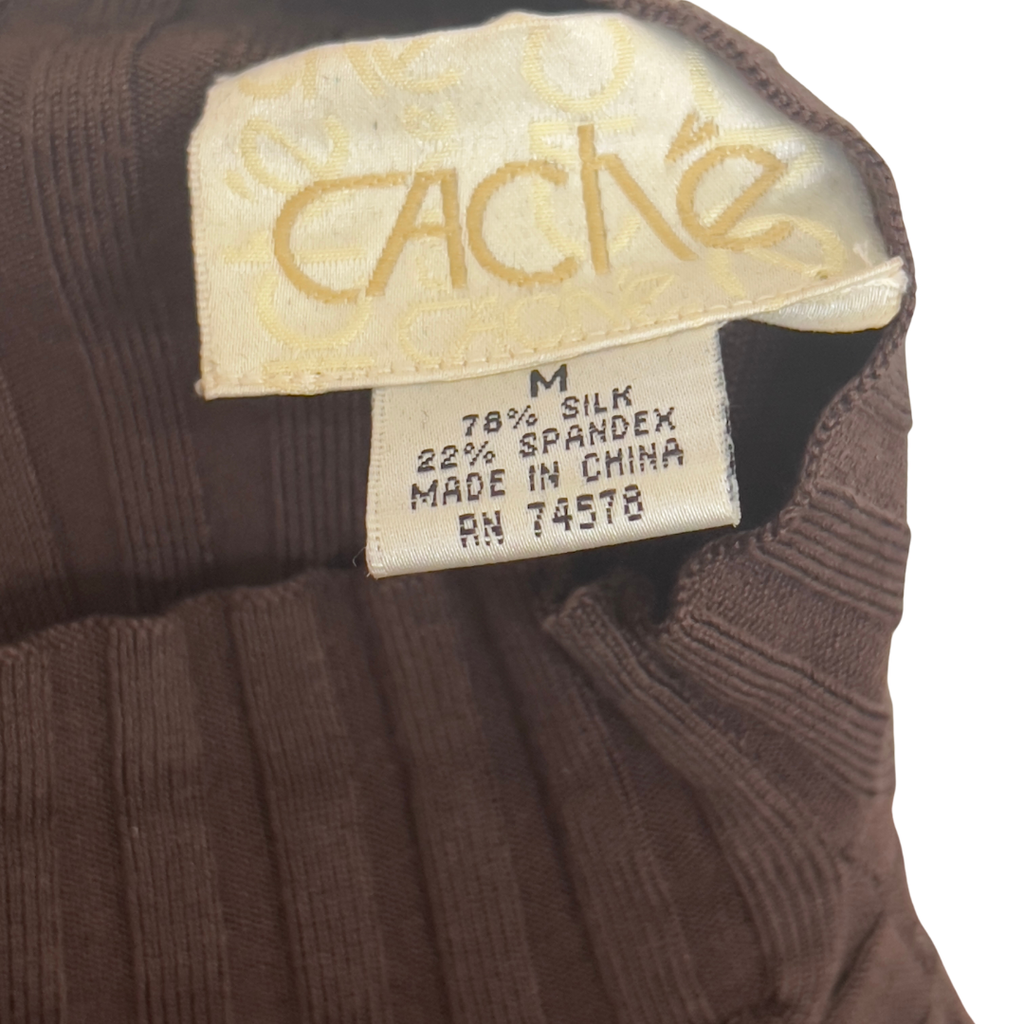 CAChé
M
78% SILK
22% SPANDEX
MADE IN CHINA
RN 74578